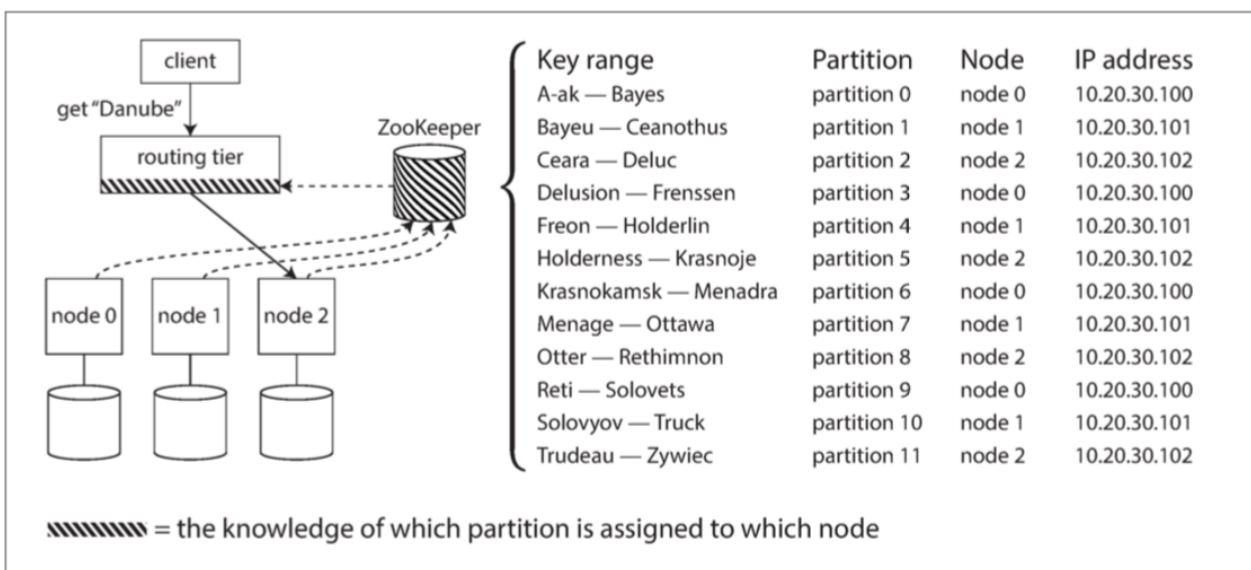 client
get "Danube"
routing tier
ZooKeeper
node 0
node 1
node 2
Key range Partition Node IP address
A-ak — Bayes partition 0 node 0 10.20.30.100
Bayeu — Ceanothus partition 1 node 1 10.20.30.101
Ceara — Deluc partition 2 node 2 10.20.30.102
Delusion — Frenssen partition 3 node 0 10.20.30.100
Freon — Holderlin partition 4 node 1 10.20.30.101
Holderness — Krasnoje partition 5 node 2 10.20.30.102
Krasnokamsk — Menadra partition 6 node 0 10.20.30.100
Menage — Ottawa partition 7 node 1 10.20.30.101
Otter — Rethimnon partition 8 node 2 10.20.30.102
Reti — Solovets partition 9 node 0 10.20.30.100
Solovyov — Truck partition 10 node 1 10.20.30.101
Trudeau — Zywiec partition 11 node 2 10.20.30.102
= the knowledge of which partition is assigned to which node